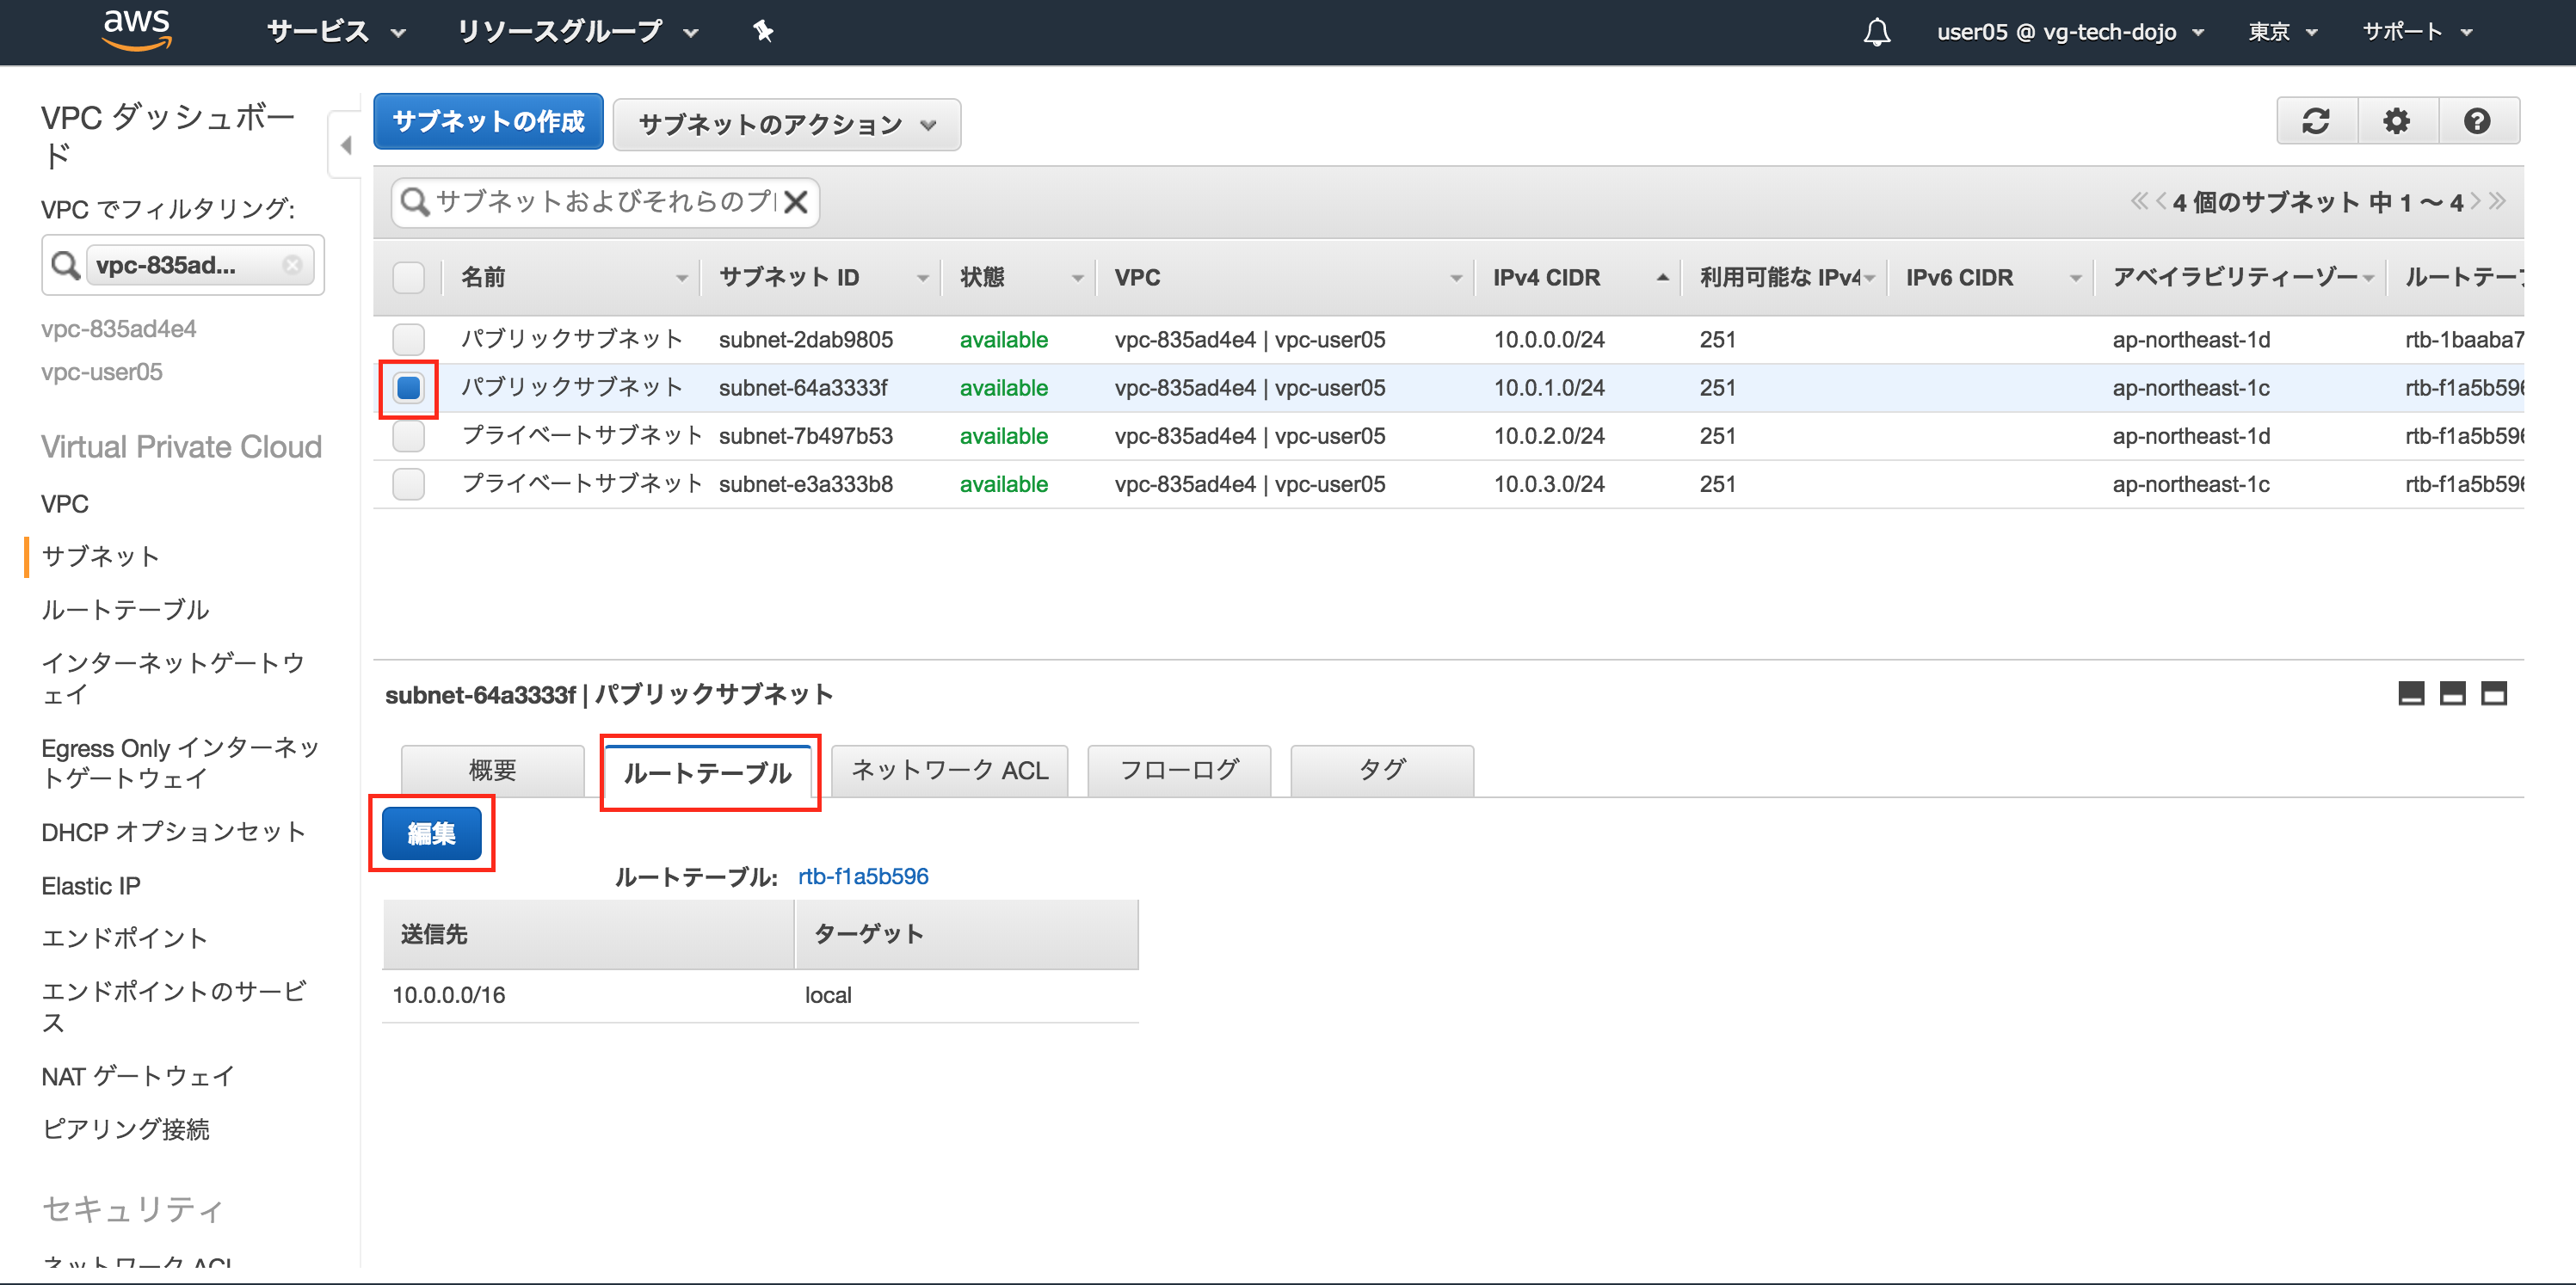 aws サービス リソースグループ user05 @ vg-tech-dojo 東京 サポート
VPC ダッシュボー
ド
VPC でフィルタリング:
vpc-835ad...
vpc-835ad4e4
vpc-user05
Virtual Private Cloud
VPC
サブネット
ルートテーブル
インターネットゲートウ
ェイ
Egress Only インターネッ
トゲートウェイ
DHCP オプションセット
Elastic IP
エンドポイント
エンドポイントのサービ
ス
NAT ゲートウェイ
ピアリング接続
セキュリティ
ネットワーク ACL
サブネットの作成 サブネットのアクション
サブネットおよびそれらのプ
4 個のサブネット 中 1 ～ 4
名前 サブネット ID 状態 VPC IPv4 CIDR 利用可能な IPv4 IPv6 CIDR アベイラビリティーゾー ルートテー
パブリックサブネット subnet-2dab9805 available vpc-835ad4e4 | vpc-user05 10.0.0.0/24 251 ap-northeast-1d rtb-1baaba7
パブリックサブネット subnet-64a3333f available vpc-835ad4e4 | vpc-user05 10.0.1.0/24 251 ap-northeast-1c rtb-f1a5b596
プライベートサブネット subnet-7b497b53 available vpc-835ad4e4 | vpc-user05 10.0.2.0/24 251 ap-northeast-1d rtb-f1a5b596
プライベートサブネット subnet-e3a333b8 available vpc-835ad4e4 | vpc-user05 10.0.3.0/24 251 ap-northeast-1c rtb-f1a5b596
subnet-64a3333f | パブリックサブネット
概要 ルートテーブル ネットワーク ACL フローログ タグ
編集
ルートテーブル: rtb-f1a5b596
送信先 ターゲット
10.0.0.0/16 local